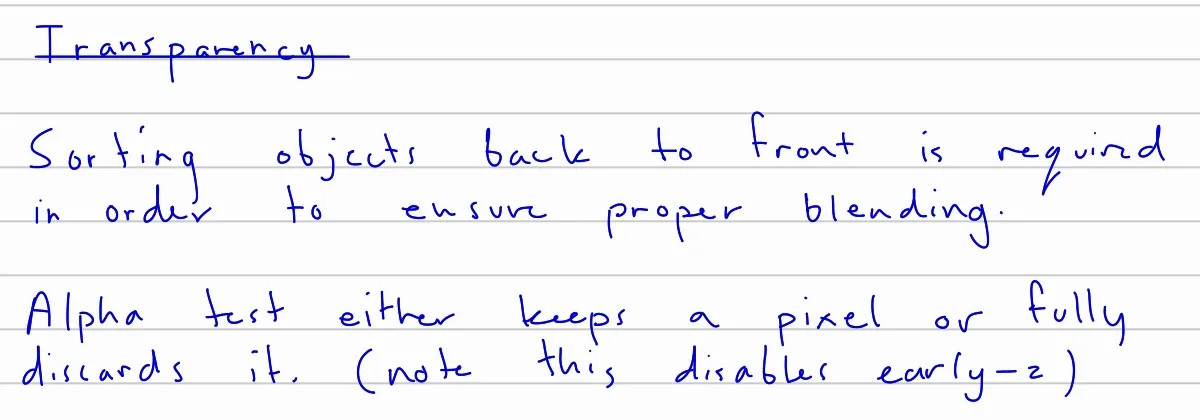 Transparency
Sorting objects back to front is required
in order to ensure proper blending.
Alpha test either keeps a pixel or fully
discards it. (note this disables early-z)